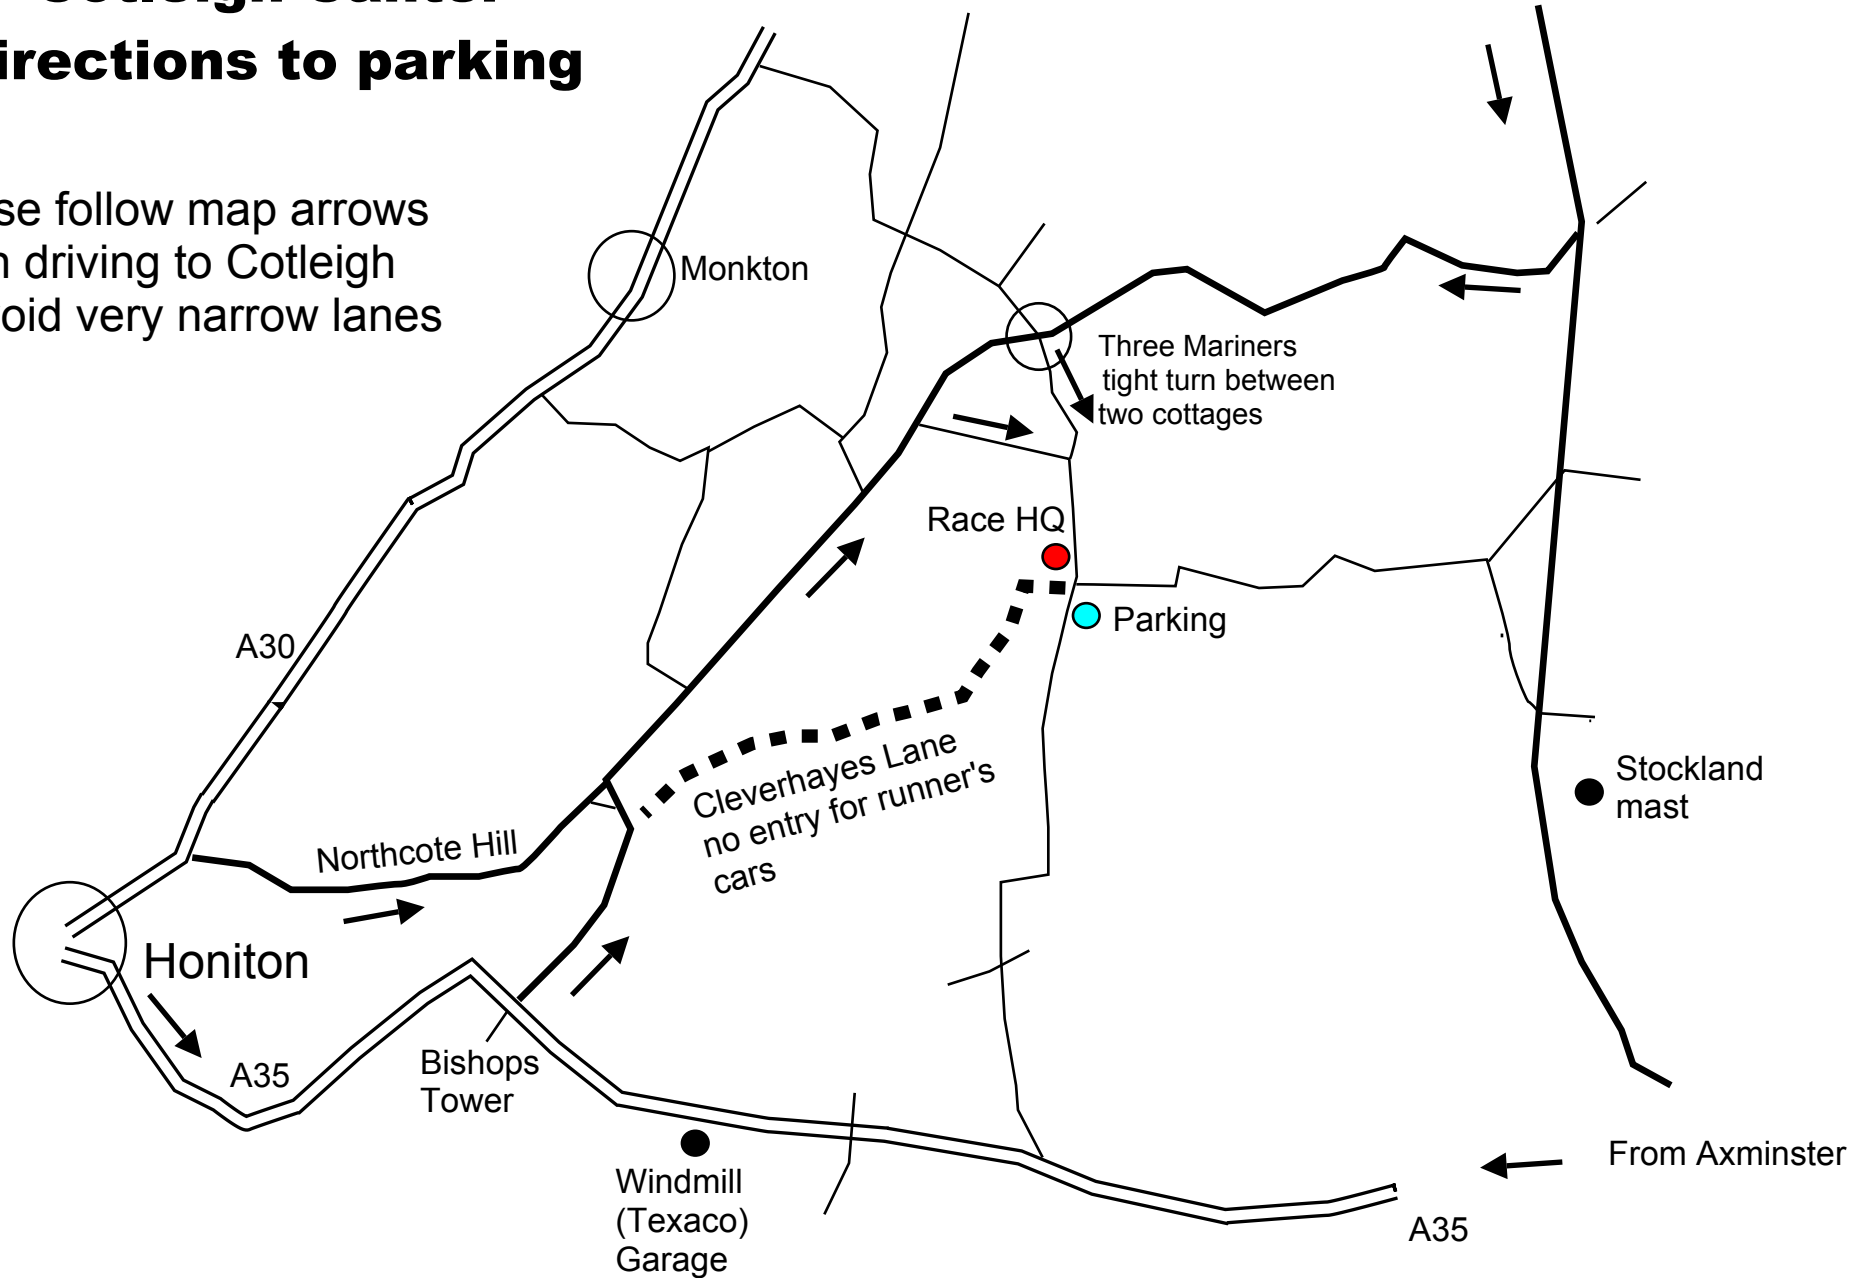 Cotleigh Canter
irections to parking
se follow map arrows
n driving to Cotleigh
oid very narrow lanes
Monkton
Three Mariners
tight turn between
two cottages
Race HQ
Parking
A30
Cleverhayes Lane
no entry for runner's
cars
Stockland
mast
Northcote Hill
Honiton
A35
Bishops
Tower
Windmill
(Texaco)
Garage
From Axminster
A35